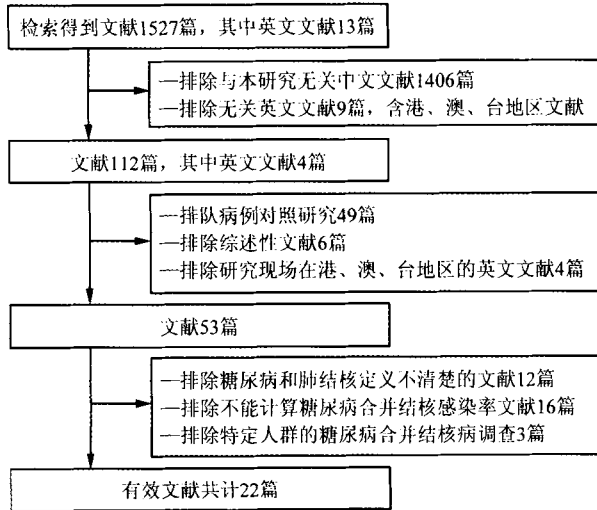 检索得到文献1527篇，其中英文文献13篇
—排除与本研究无关中文文献1406篇
—排除无关英文文献9篇，含港、澳、台地区文献
文献112篇，其中英文文献4篇
—排队病例对照研究49篇
—排除综述性文献6篇
—排除研究现场在港、澳、台地区的英文文献4篇
文献53篇
—排除糖尿病和肺结核定义不清楚的文献12篇
—排除不能计算糖尿病合并结核感染率文献16篇
—排除特定人群的糖尿病合并结核病调查3篇
有效文献共计22篇